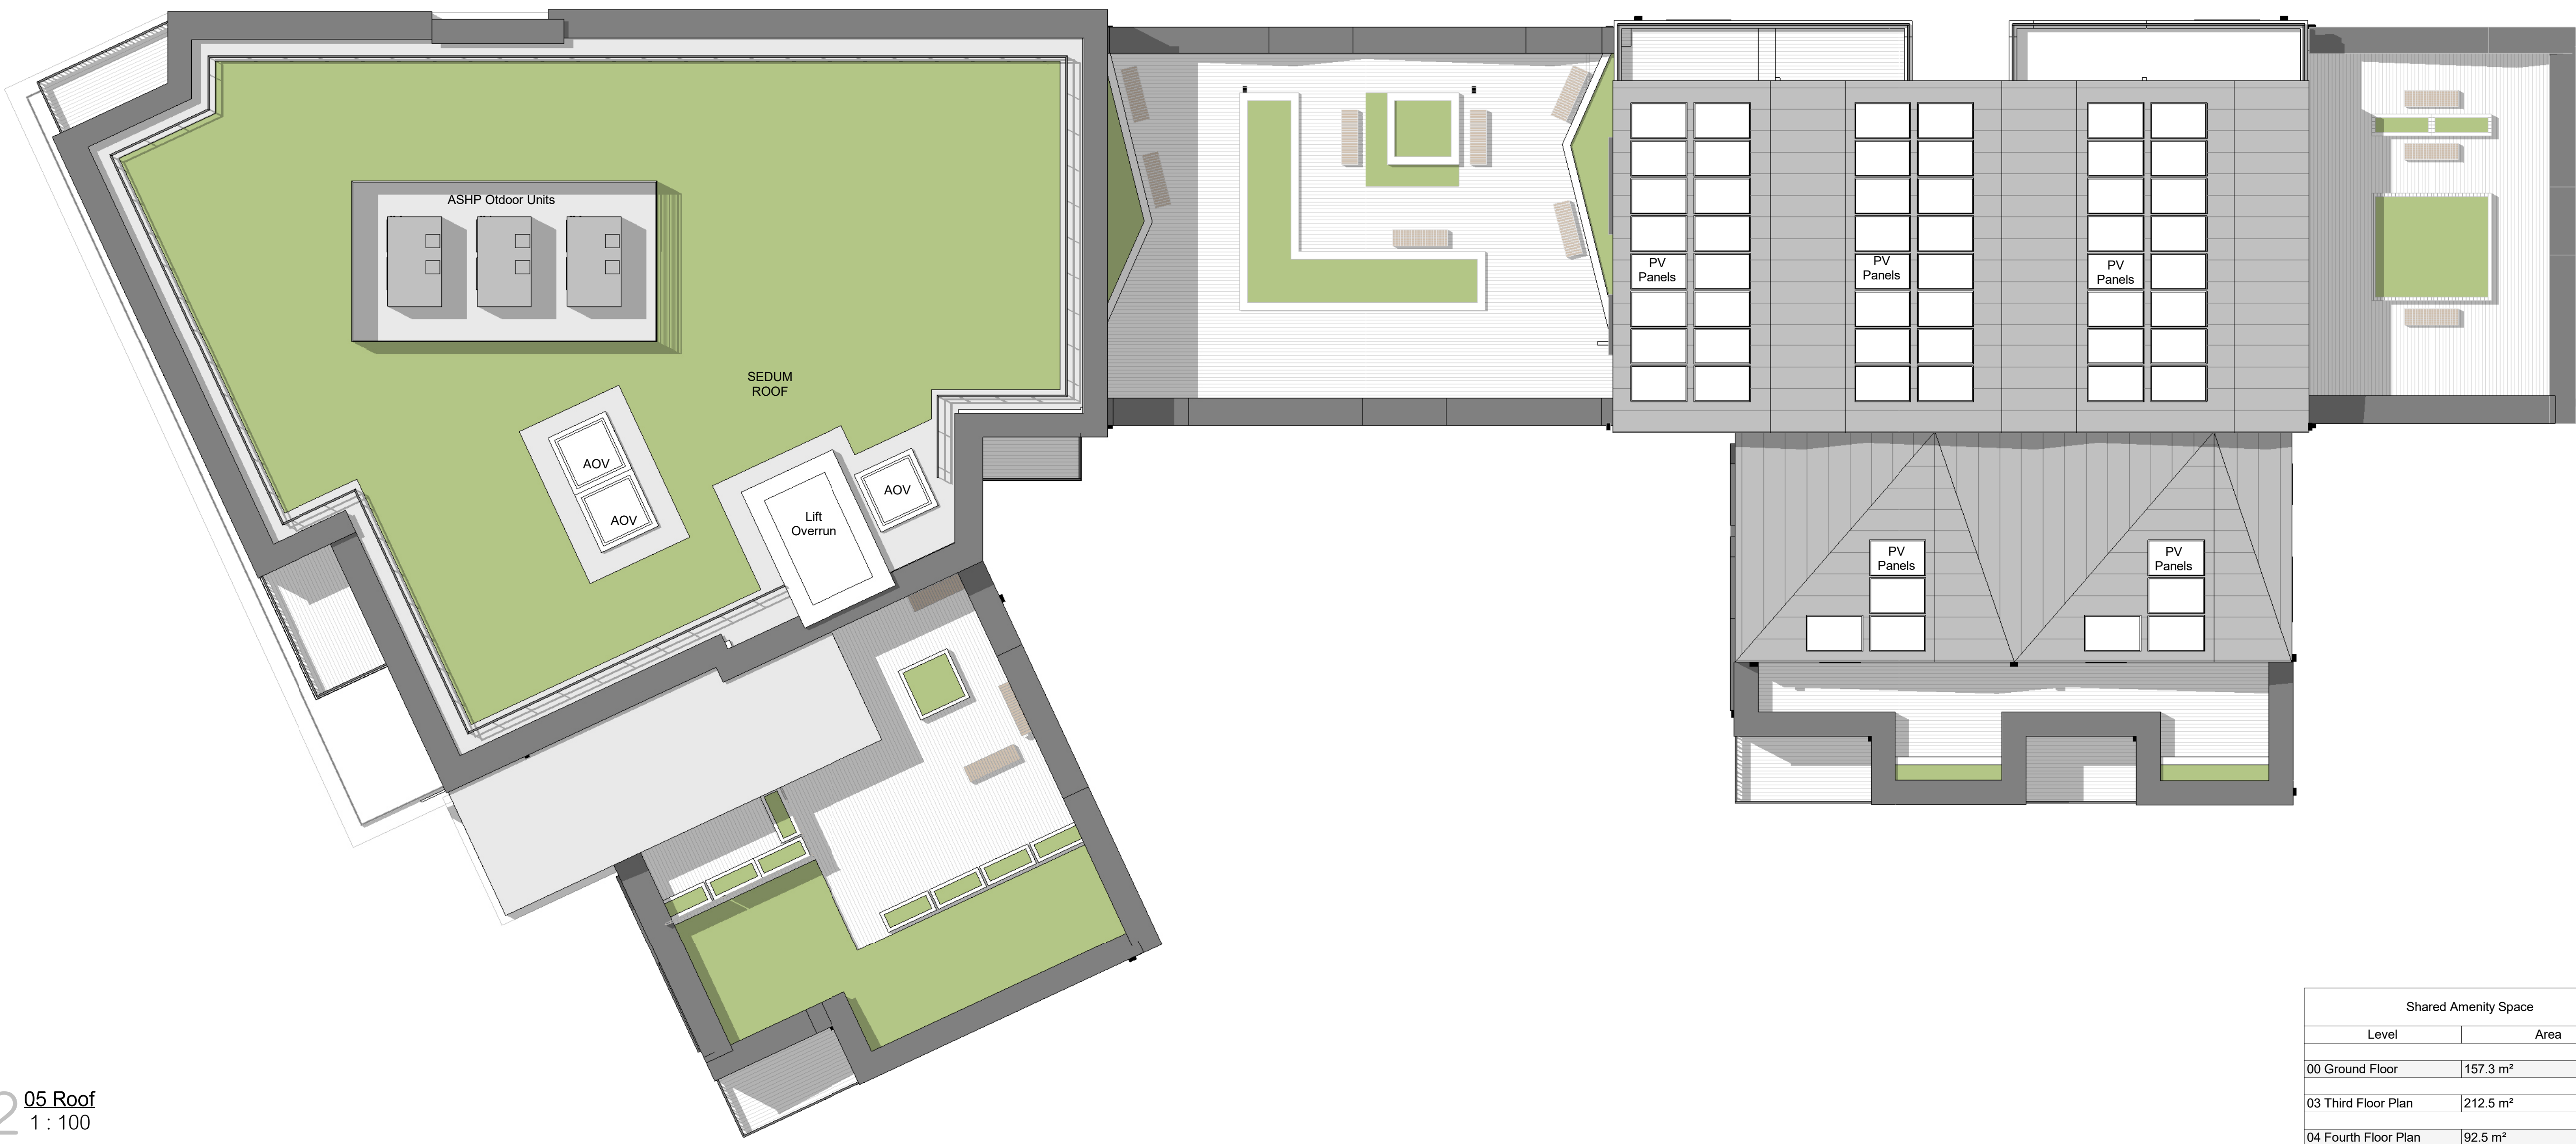 ASHP Otdoor Units
SEDUM
ROOF
AOV
AOV
AOV
Lift
Overrun
PV
Panels
PV
Panels
PV
Panels
PV
Panels
PV
Panels
2
05 Roof
1 : 100
Shared Amenity Space
Level Area
00 Ground Floor 157.3 m²
03 Third Floor Plan 212.5 m²
04 Fourth Floor Plan 92.5 m²